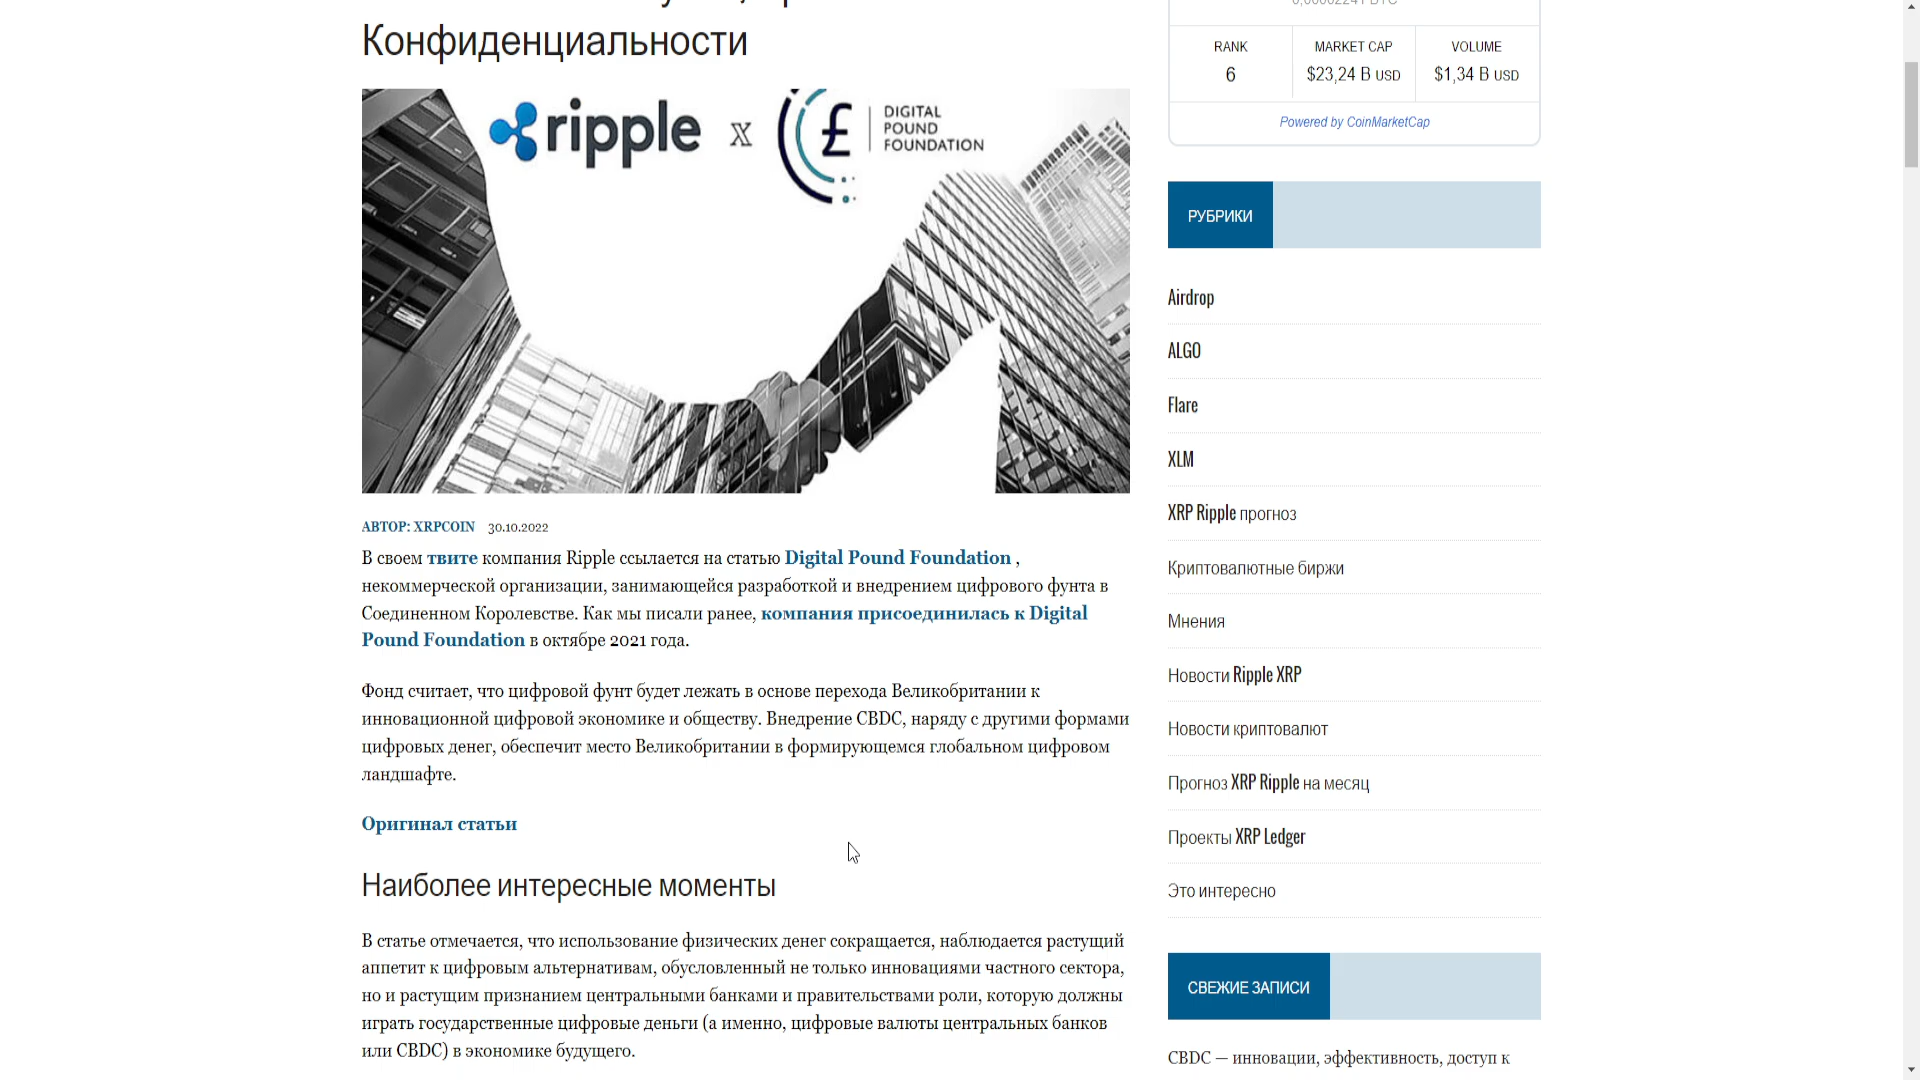 Конфиденциальности
ripple x £ DIGITAL
POUND
FOUNDATION
АВТОР: XRPCOIN 30.10.2022
В своем твите компания Ripple ссылается на статью Digital Pound Foundation ,
некоммерческой организации, занимающейся разработкой и внедрением цифрового фунта в
Соединенном Королевстве. Как мы писали ранее, компания присоединилась к Digital
Pound Foundation в октябре 2021 года.
Фонд считает, что цифровой фунт будет лежать в основе перехода Великобритании к
инновационной цифровой экономике и обществу. Внедрение CBDC, наряду с другими формами
цифровых денег, обеспечит место Великобритании в формирующемся глобальном цифровом
ландшафте.
Оригинал статьи
Наиболее интересные моменты
В статье отмечается, что использование физических денег сокращается, наблюдается растущий
аппетит к цифровым альтернативам, обусловленный не только инновациями частного сектора,
но и растущим признанием центральными банками и правительствами роли, которую должны
играть государственные цифровые деньги (а именно, цифровые валюты центральных банков
или CBDC) в экономике будущего.
RANK MARKET CAP VOLUME
6 $23,24 B USD $1,34 B USD
Powered by CoinMarketCap
РУБРИКИ
Airdrop
ALGO
Flare
XLM
XRP Ripple прогноз
Криптовалютные биржи
Мнения
Новости Ripple XRP
Новости криптовалют
Прогноз XRP Ripple на месяц
Проекты XRP Ledger
Это интересно
СВЕЖИЕ ЗАПИСИ
CBDC — инновации, эффективность, доступ к